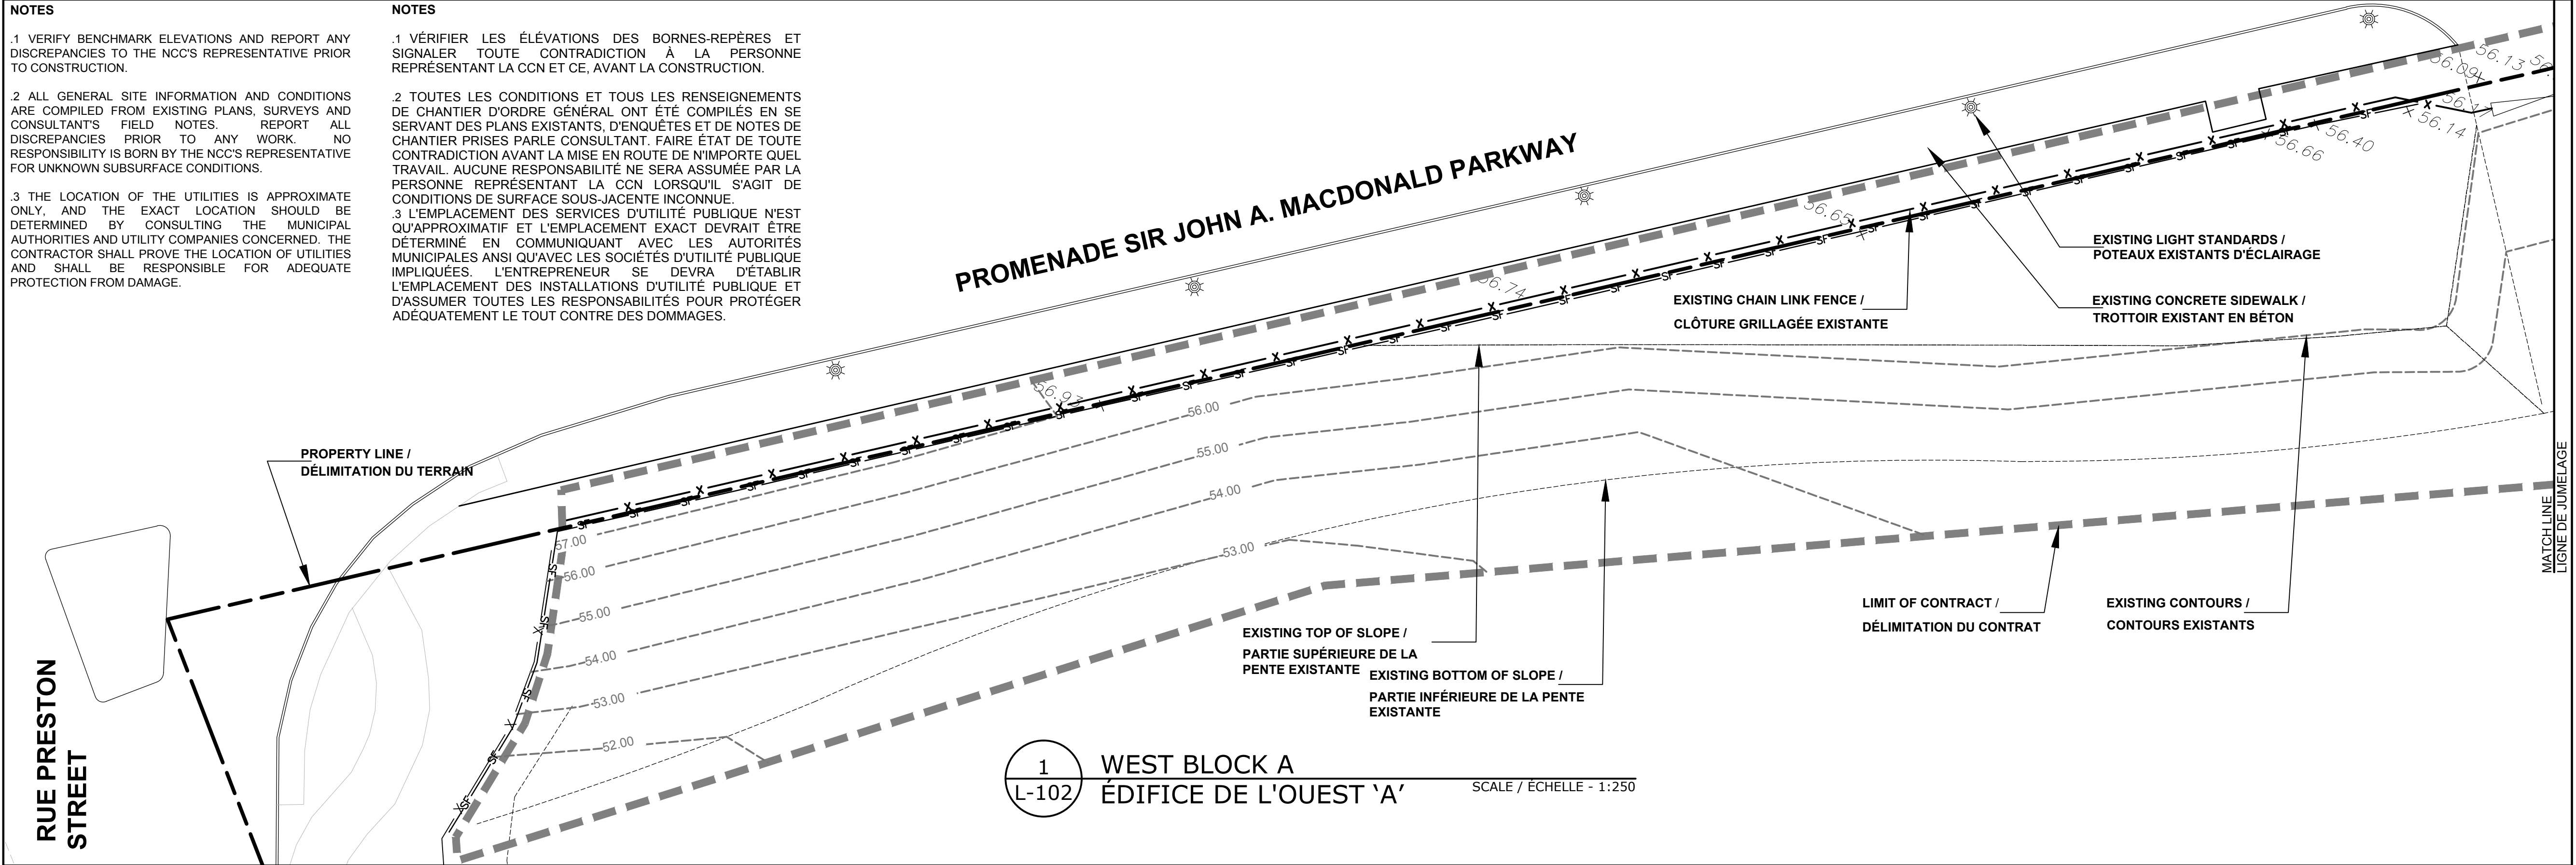 NOTES
.1 VERIFY BENCHMARK ELEVATIONS AND REPORT ANY
DISCREPANCIES TO THE NCC'S REPRESENTATIVE PRIOR
TO CONSTRUCTION.
.2 ALL GENERAL SITE INFORMATION AND CONDITIONS
ARE COMPILED FROM EXISTING PLANS, SURVEYS AND
CONSULTANT'S FIELD NOTES. REPORT ALL
DISCREPANCIES PRIOR TO ANY WORK. NO
RESPONSIBILITY IS BORN BY THE NCC'S REPRESENTATIVE
FOR UNKNOWN SUBSURFACE CONDITIONS.
.3 THE LOCATION OF THE UTILITIES IS APPROXIMATE
ONLY, AND THE EXACT LOCATION SHOULD BE
DETERMINED BY CONSULTING THE MUNICIPAL
AUTHORITIES AND UTILITY COMPANIES CONCERNED. THE
CONTRACTOR SHALL PROVE THE LOCATION OF UTILITIES
AND SHALL BE RESPONSIBLE FOR ADEQUATE
PROTECTION FROM DAMAGE.
NOTES
.1 VÉRIFIER LES ÉLÉVATIONS DES BORNES-REPÈRES ET
SIGNALER TOUTE CONTRADICTION À LA PERSONNE
REPRÉSENTANT LA CCN ET CE, AVANT LA CONSTRUCTION.
.2 TOUTES LES CONDITIONS ET TOUS LES RENSEIGNEMENTS
DE CHANTIER D'ORDRE GÉNÉRAL ONT ÉTÉ COMPILÉS EN SE
SERVANT DES PLANS EXISTANTS, D'ENQUÊTES ET DE NOTES DE
CHANTIER PRISES PARLE CONSULTANT. FAIRE ÉTAT DE TOUTE
CONTRADICTION AVANT LA MISE EN ROUTE DE N'IMPORTE QUEL
TRAVAIL. AUCUNE RESPONSABILITÉ NE SERA ASSUMÉE PAR LA
PERSONNE REPRÉSENTANT LA CCN LORSQU'IL S'AGIT DE
CONDITIONS DE SURFACE SOUS-JACENTE INCONNUE.
.3 L'EMPLACEMENT DES SERVICES D'UTILITÉ PUBLIQUE N'EST
QU'APPROXIMATIF ET L'EMPLACEMENT EXACT DEVRAIT ÊTRE
DÉTERMINÉ EN COMMUNIQUANT AVEC LES AUTORITÉS
MUNICIPALES ANSI QU'AVEC LES SOCIÉTÉS D'UTILITÉ PUBLIQUE
IMPLIQUÉES. L'ENTREPRENEUR SE DEVRA D'ÉTABLIR
L'EMPLACEMENT DES INSTALLATIONS D'UTILITÉ PUBLIQUE ET
D'ASSUMER TOUTES LES RESPONSABILITÉS POUR PROTÉGER
ADÉQUATEMENT LE TOUT CONTRE DES DOMMAGES.
PROMENADE SIR JOHN A. MACDONALD PARKWAY
56.13
56.09
56.17
56.14
56.40
56.66
56.65
56.74
56.93
EXISTING LIGHT STANDARDS /
POTEAUX EXISTANTS D'ÉCLAIRAGE
EXISTING CONCRETE SIDEWALK /
TROTTOIR EXISTANT EN BÉTON
EXISTING CHAIN LINK FENCE /
CLÔTURE GRILLAGÉE EXISTANTE
PROPERTY LINE /
DÉLIMITATION DU TERRAIN
56.00
55.00
54.00
53.00
57.00
56.00
55.00
54.00
53.00
52.00
EXISTING TOP OF SLOPE /
PARTIE SUPÉRIEURE DE LA
PENTE EXISTANTE
EXISTING BOTTOM OF SLOPE /
PARTIE INFÉRIEURE DE LA PENTE
EXISTANTE
LIMIT OF CONTRACT /
DÉLIMITATION DU CONTRAT
EXISTING CONTOURS /
CONTOURS EXISTANTS
MATCH LINE
LIGNE DE JUMELAGE
RUE PRESTON
STREET
1
L-102
WEST BLOCK A
ÉDIFICE DE L'OUEST ‘A’
SCALE / ÉCHELLE - 1:250